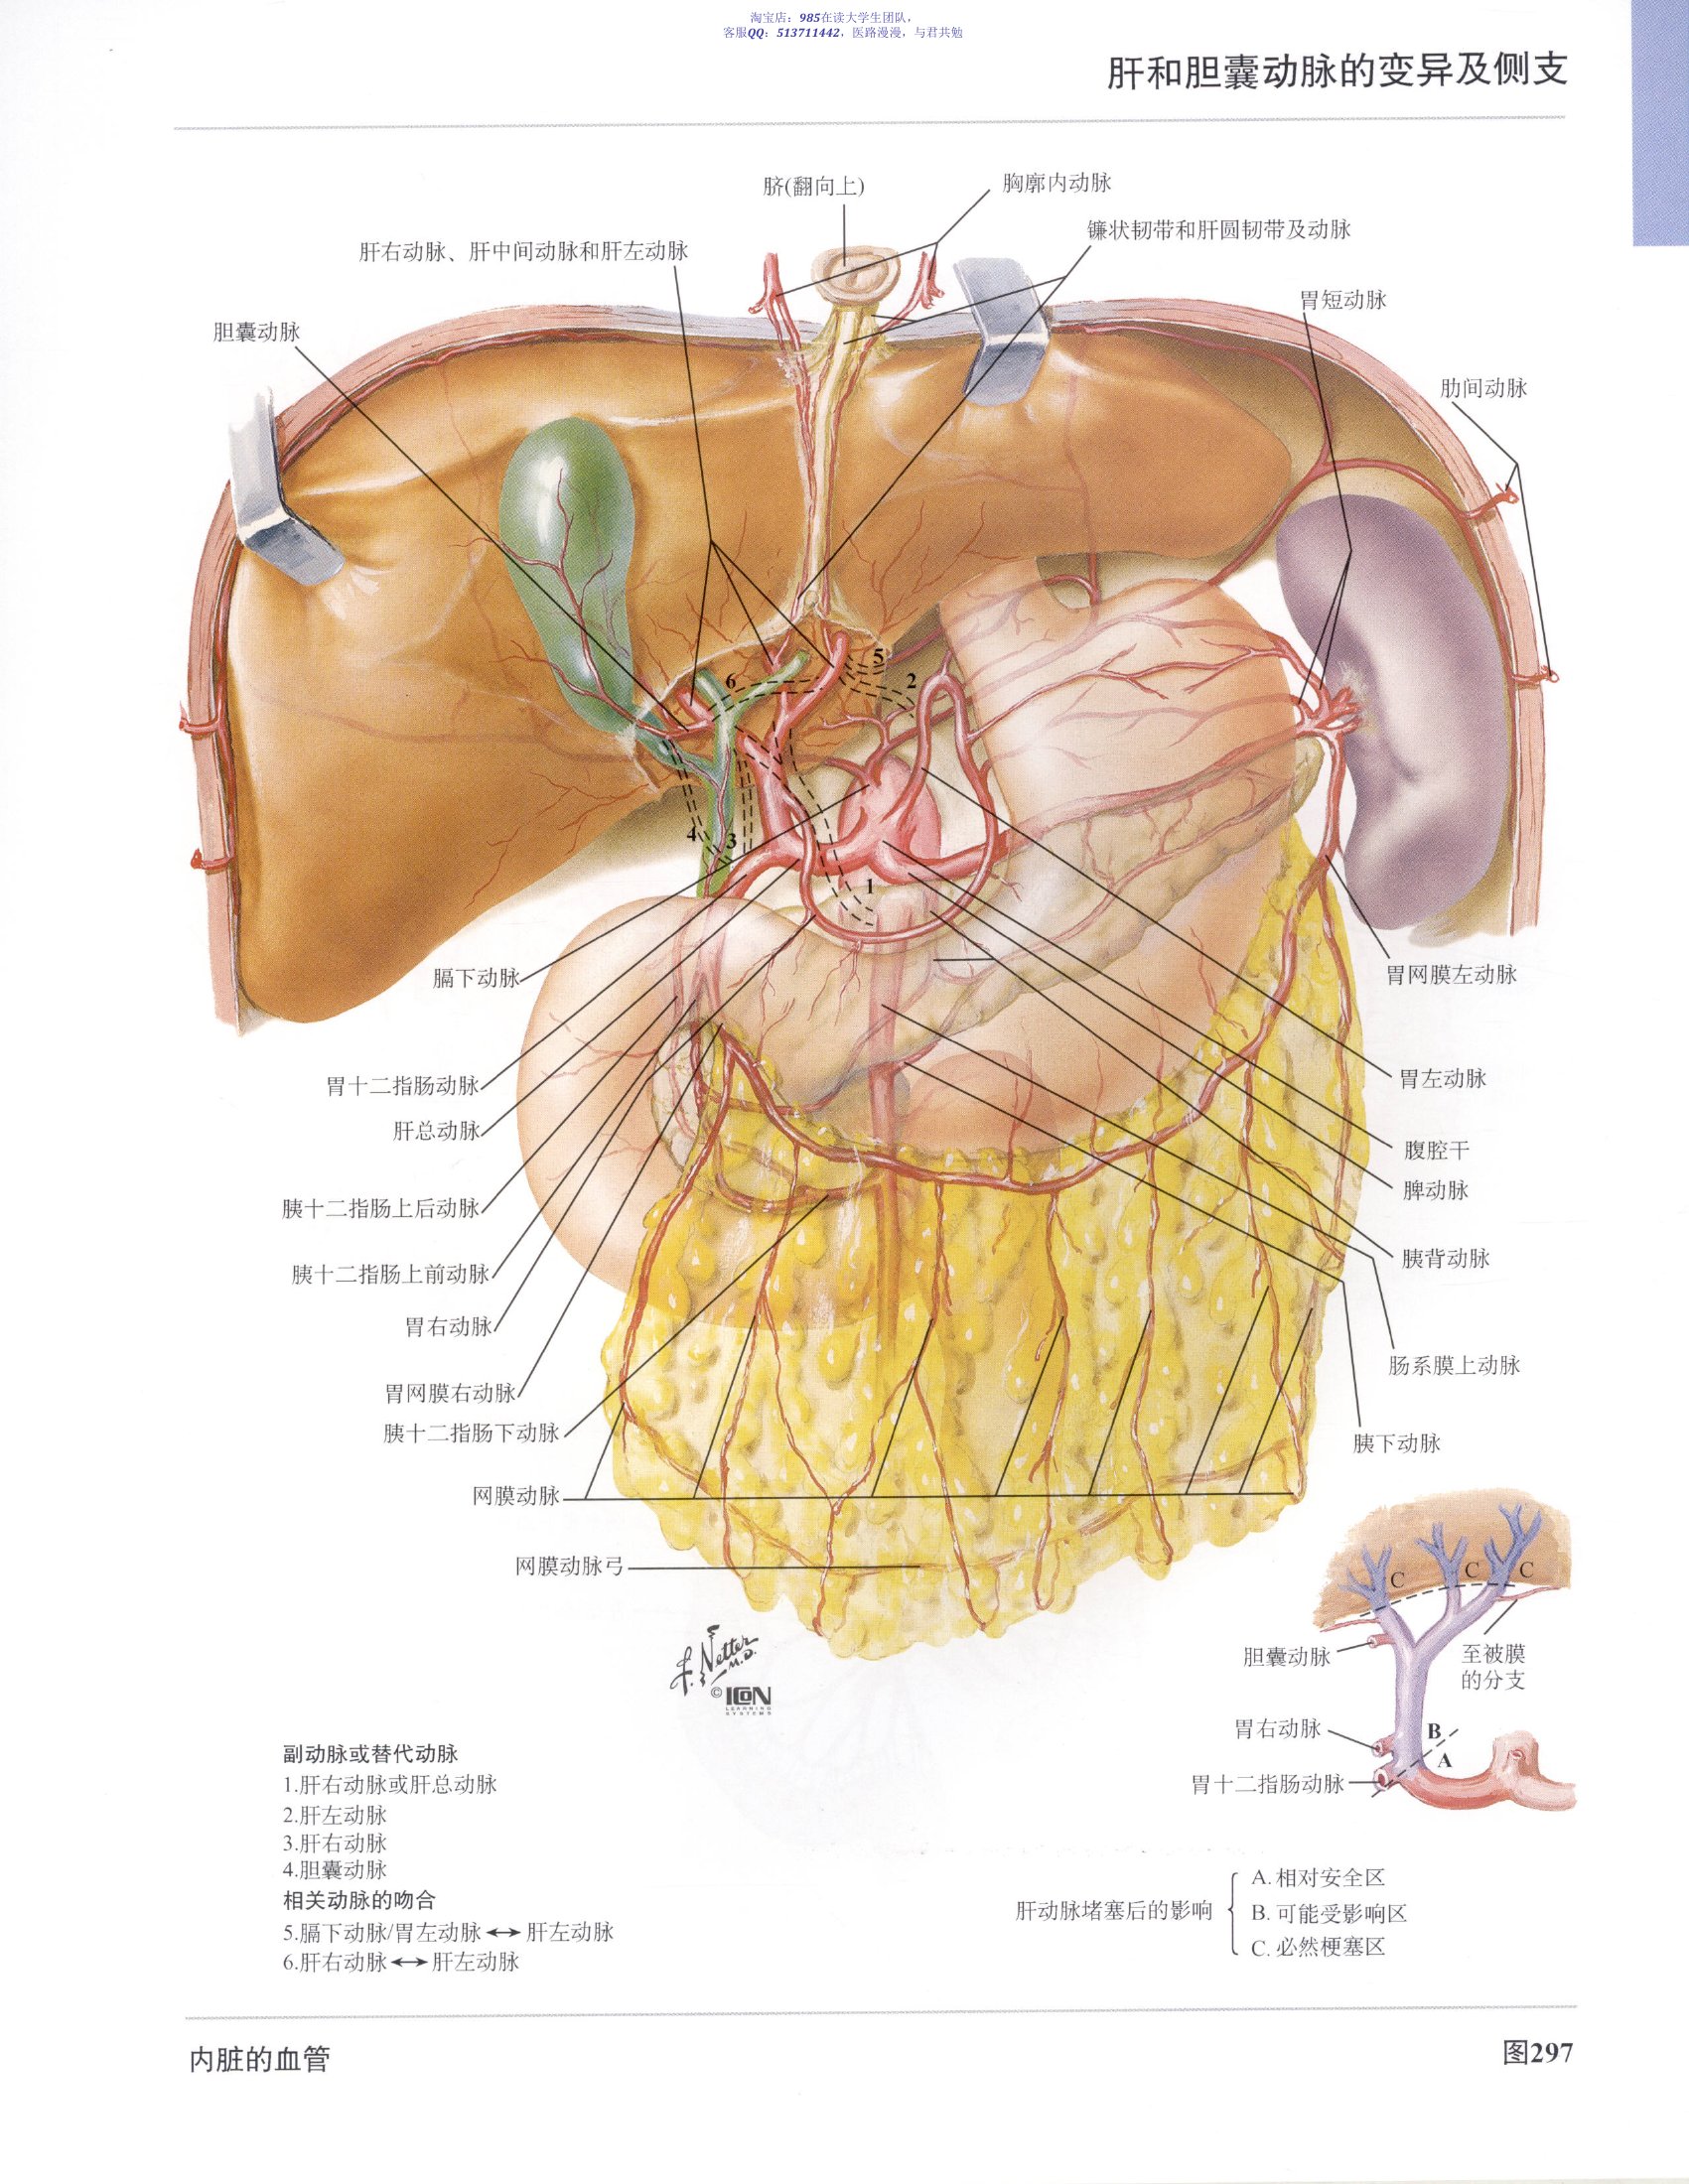 淘宝店：985在读大学生团队，
客服QQ：513711442，医路漫漫，与君共勉
肝和胆囊动脉的变异及侧支
脐(翻向上)
胸廓内动脉
镰状韧带和肝圆韧带及动脉
肝右动脉、肝中间动脉和肝左动脉
胃短动脉
胆囊动脉
肋间动脉
5
6
2
4
3
1
膈下动脉
胃网膜左动脉
胃十二指肠动脉
胃左动脉
肝总动脉
腹腔干
脾动脉
胰十二指肠上后动脉
胰背动脉
胰十二指肠上前动脉
胃右动脉
肠系膜上动脉
胃网膜右动脉
胰十二指肠下动脉
胰下动脉
网膜动脉
网膜动脉弓
C
C
C
胆囊动脉
至被膜
的分支
胃右动脉
B
A
胃十二指肠动脉
F. Netter
M.D.
© ICON
LEARNING
SYSTEMS
副动脉或替代动脉
1.肝右动脉或肝总动脉
2.肝左动脉
3.肝右动脉
4.胆囊动脉
相关动脉的吻合
5.膈下动脉/胃左动脉↔肝左动脉
6.肝右动脉↔肝左动脉
肝动脉堵塞后的影响
A. 相对安全区
B. 可能受影响区
C. 必然梗塞区
内脏的血管
图297